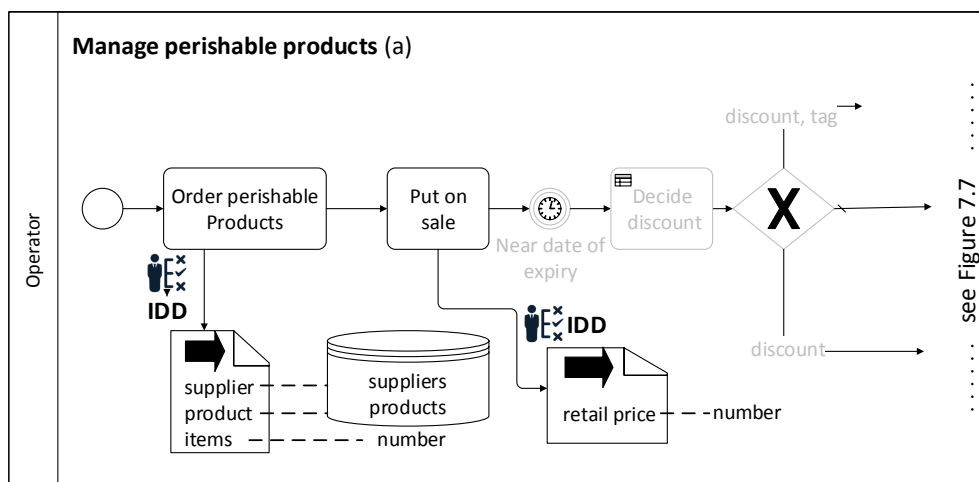 Manage perishable products (a)
Operator
Order perishable
Products
Put on
sale
Near date of
expiry
Decide
discount
X
discount, tag
discount
see Figure 7.7
IDD
supplier
product
items
suppliers
products
number
IDD
retail price
number